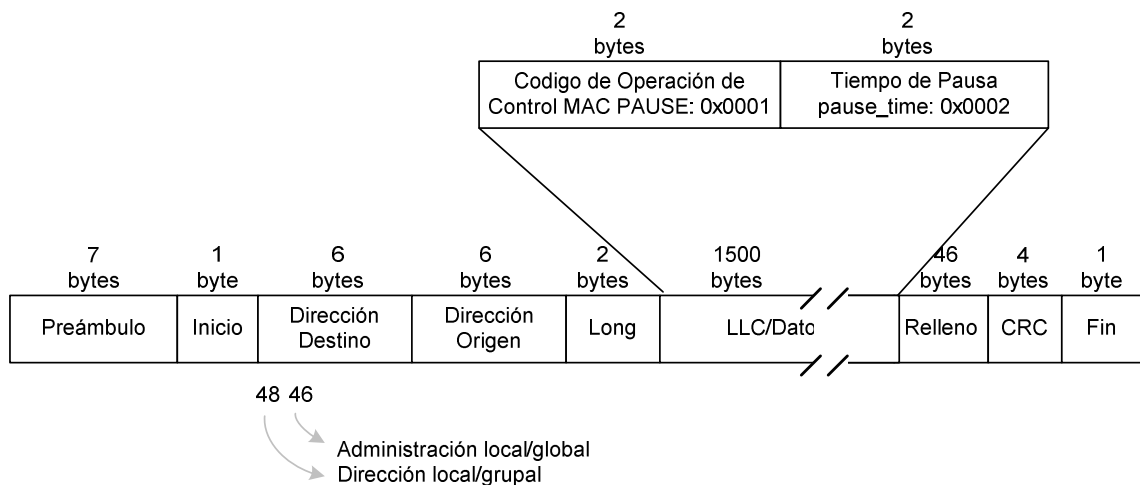 2
bytes
2
bytes
Codigo de Operación de
Control MAC PAUSE: 0x0001
Tiempo de Pausa
pause_time: 0x0002
7
bytes
1
byte
6
bytes
6
bytes
2
bytes
1500
bytes
46
bytes
4
bytes
1
byte
Preámbulo
Inicio
Dirección
Destino
Dirección
Origen
Long
LLC/Dato
Relleno
CRC
Fin
48 46
Administración local/global
Dirección local/grupal